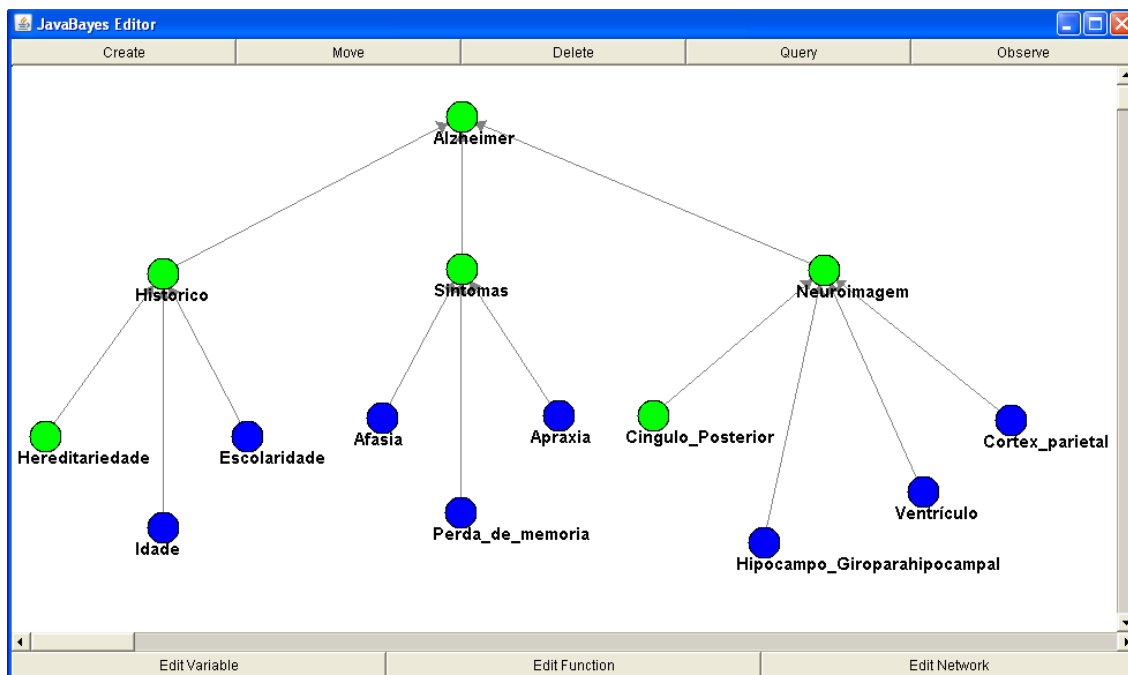 JavaBayes Editor
Create Move Delete Query Observe
Alzheimer
Historico Sintomas Neuroimagem
Hereditariedade Escolaridade Afasia Apraxia Cingulo_Posterior Cortex_parietal
Idade Perda_de_memoria Ventrículo
Hipocampo_Giroparahipocampal
Edit Variable Edit Function Edit Network